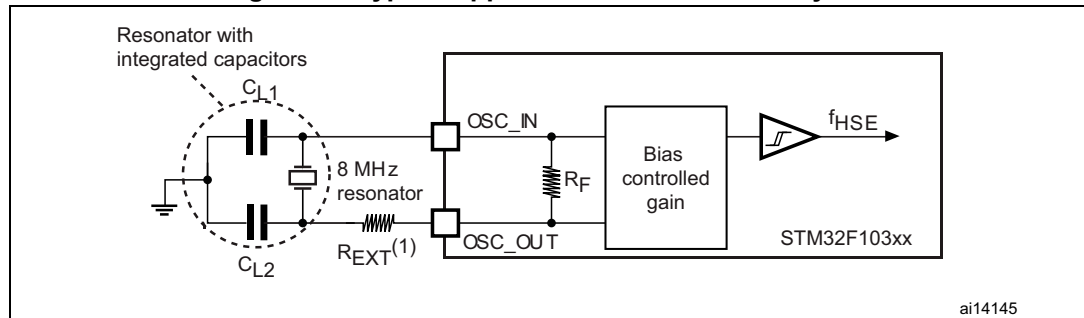 Resonator with
integrated capacitors
CL1
OSC_IN
fHSE
8 MHz
resonator
RF
Bias
controlled
gain
REXT(1)
OSC_OUT
STM32F103xx
CL2
ai14145